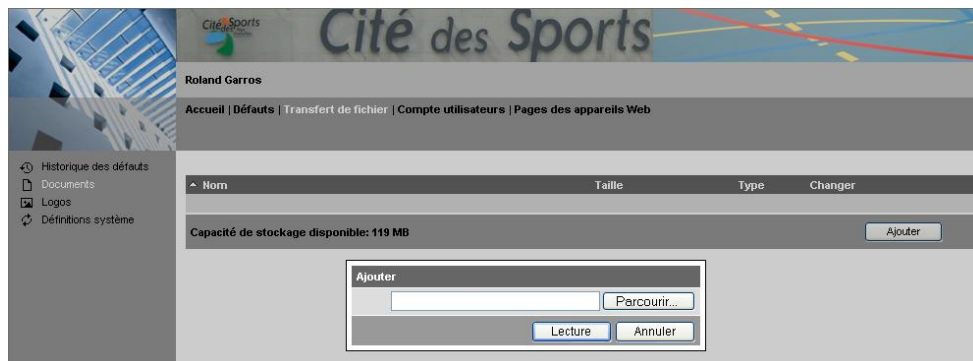 Cité des Sports
Cité des Sports
Roland Garros
Accueil | Défauts | Transfert de fichier | Compte utilisateurs | Pages des appareils Web
Historique des défauts
Documents
Logos
Définitions système
Nom Taille Type Changer
Capacité de stockage disponible: 119 MB Ajouter
Ajouter
Parcourir...
Lecture Annuler